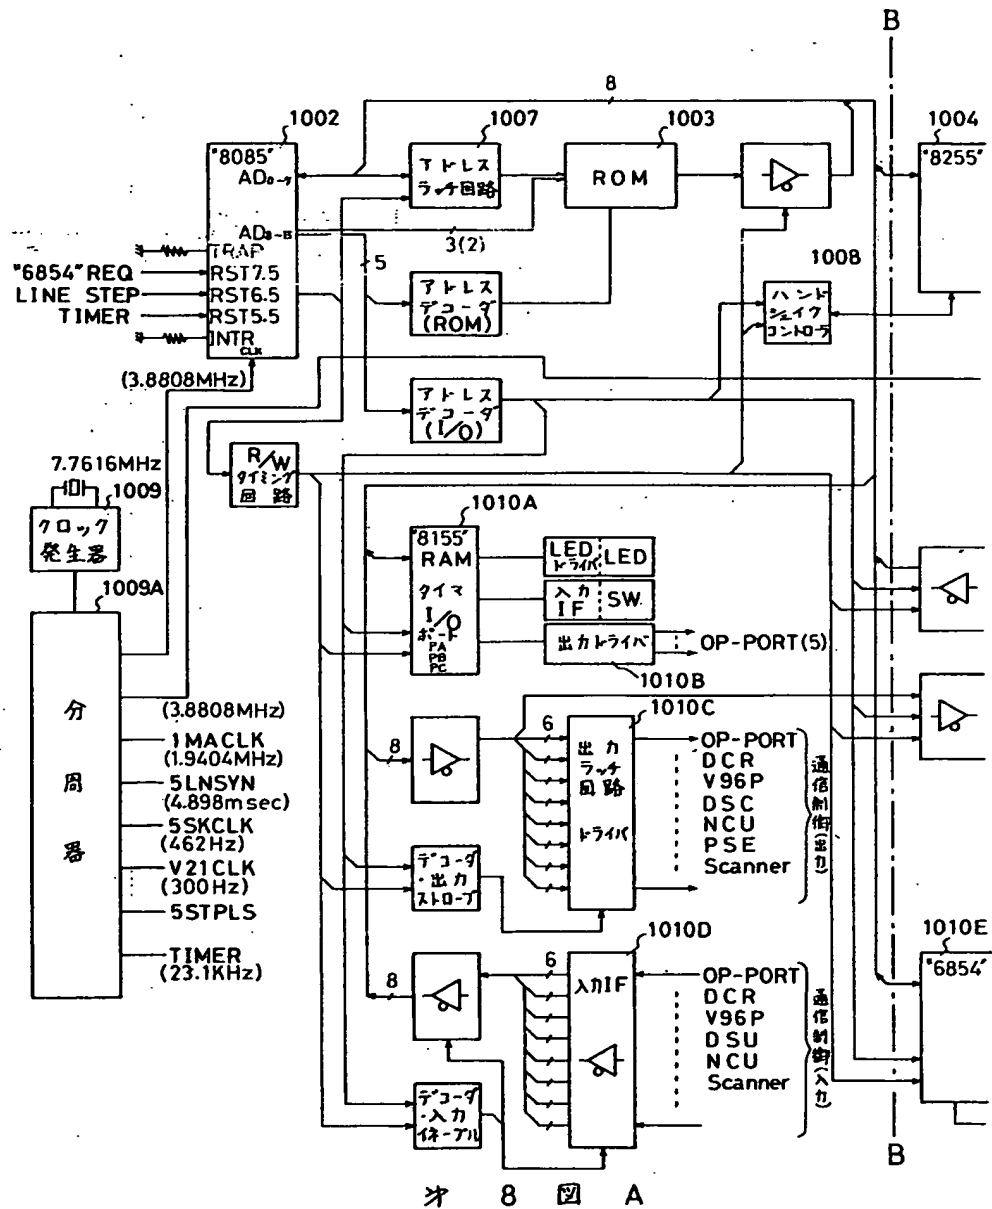 B
8
1002
1007
1003
1004
"8085"
AD₀₋₇
アドレス
ラッチ回路
ROM
"8255"
AD₈₋₁₅
3(2)
TRAP
5
"6854"REQ
RST7.5
LINE STEP
RST6.5
TIMER
RST5.5
INTR
CLK
アドレス
デコーダ
(ROM)
1008
ハンド
シェイク
コントローラ
(3.8808MHz)
アドレス
デコーダ
(I/O)
R/W
タイミング
回路
7.7616MHz
1009
クロック
発生器
1009A
1010A
"8155"
RAM
タイマ
I/O
ポート
PA
PB
PC
LED
ドライバ
LED
入力
IF
SW.
出力ドライバ
OP-PORT(5)
1010B
分
周
器
(3.8808MHz)
1MACLK
(1.9404MHz)
5LNSYN
(4.898msec)
5SKCLK
(462Hz)
V21CLK
(300Hz)
5STPLS
TIMER
(23.1KHz)
8
6
1010C
出力
ラッチ
回路
ドライバ
OP-PORT
DCR
V96P
DSC
NCU
PSE
Scanner
通信制御(出力)
デコーダ
・出力
ストローブ
8
6
1010D
入力IF
OP-PORT
DCR
V96P
DSU
NCU
Scanner
通信制御(入力)
1010E
"6854"
デコーダ
・入力
イネーブル
B
第8図A